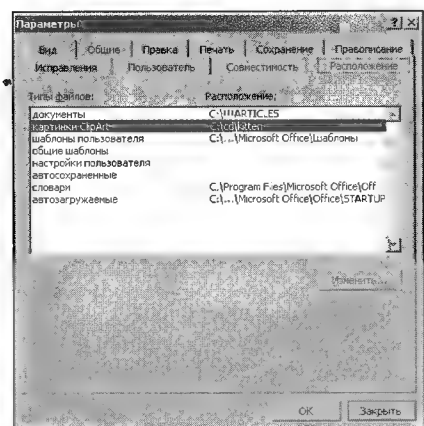 Параметры
Вид Общие Правка Печать Сохранение Правописание
Исправления Пользователь Совместимость Расположение
Типы файлов: Расположение:
документы
картинки ClipArt
шаблоны пользователя C:\...\Microsoft Office\Шаблоны
общие шаблоны
настройки пользователя
автосохраненные
словари C:\Program Files\Microsoft Office\Off
автозагружаемые C:\...\Microsoft Office\Office\STARTUP
Изменить...
ОК Закрыть